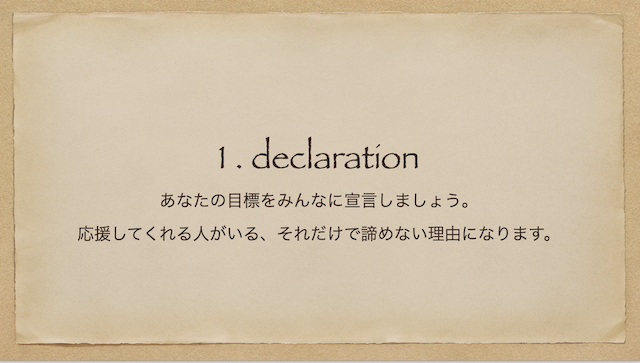 1. declaration
あなたの目標をみんなに宣言しましょう。
応援してくれる人がいる、それだけで諦めない理由になります。